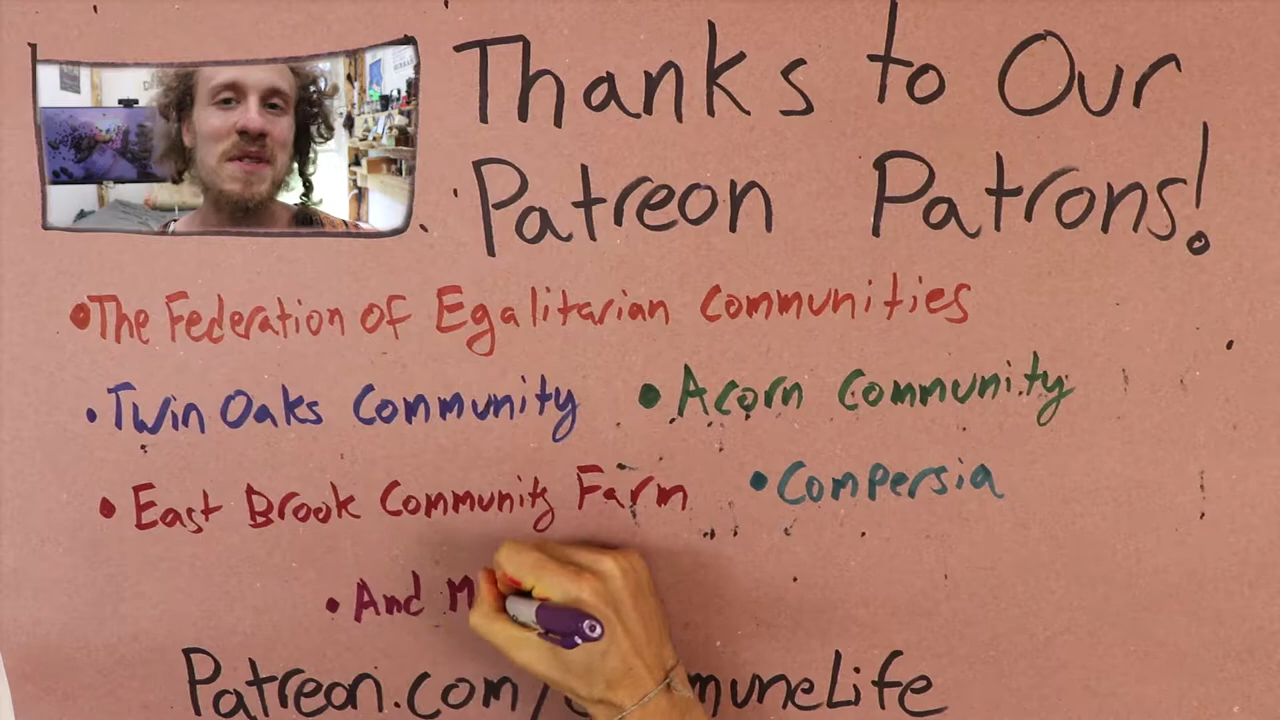 Thanks to Our
Patreon Patrons!
•The Federation of Egalitarian Communities
•Twin Oaks Community •Acorn Community
•East Brook Community Farm •Compersia
•And M
Patreon.com/ muneLife